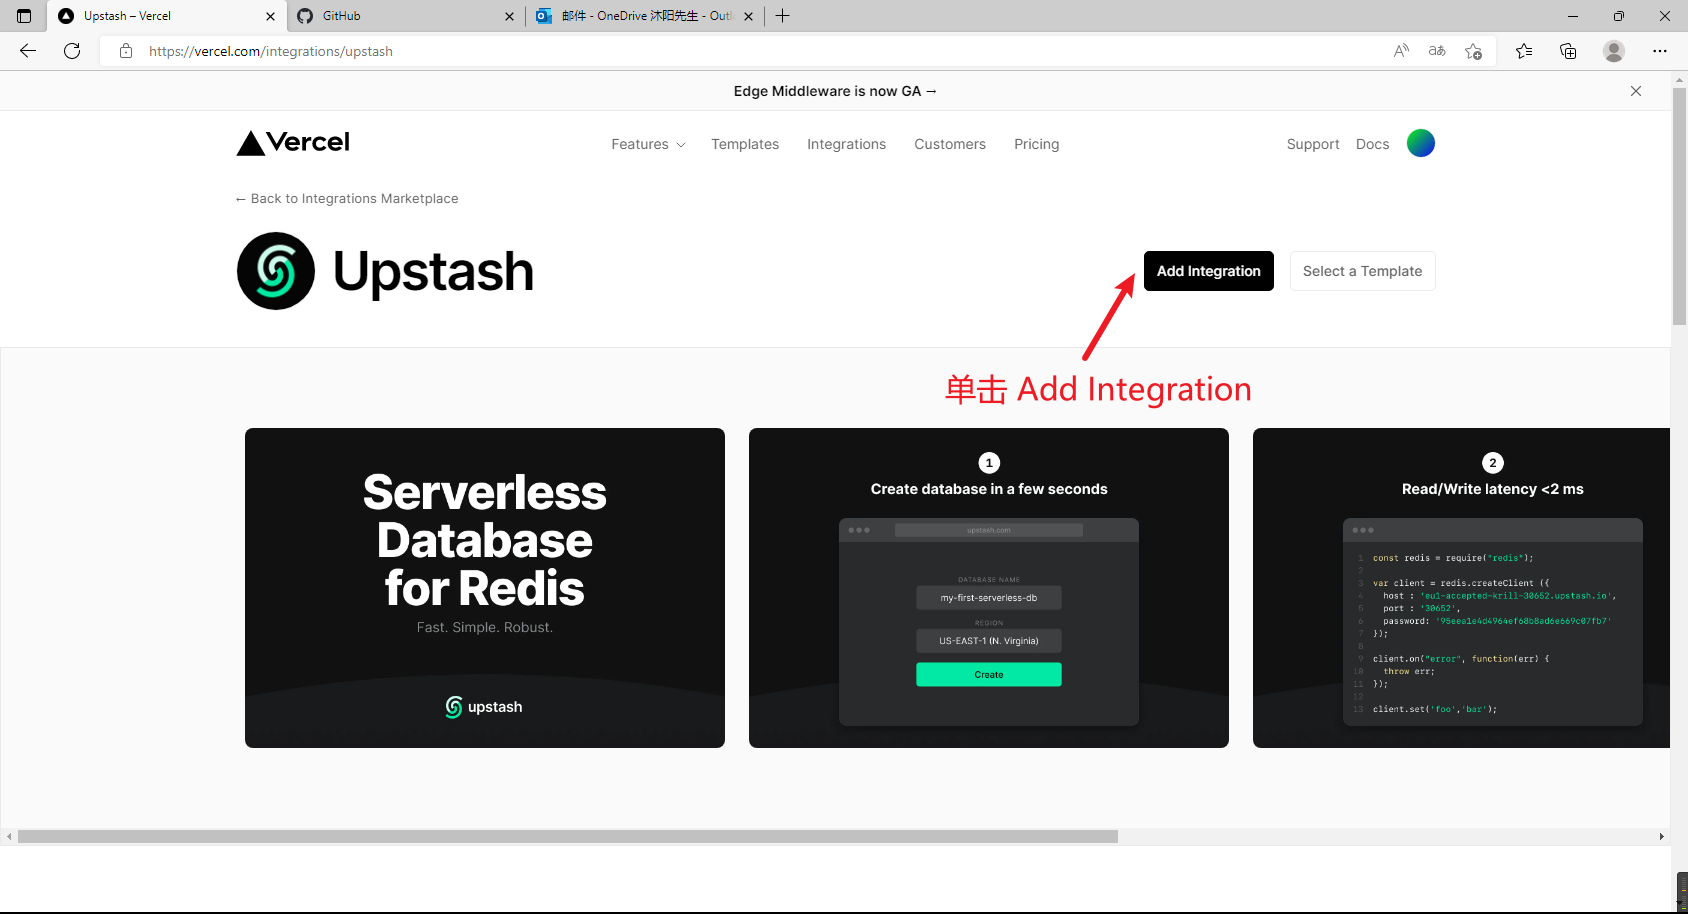 Upstash – Vercel
GitHub
邮件 - OneDrive 沐阳先生 - Outl
https://vercel.com/integrations/upstash
Edge Middleware is now GA →
Vercel
Features
Templates
Integrations
Customers
Pricing
Support
Docs
← Back to Integrations Marketplace
Upstash
Add Integration
Select a Template
单击 Add Integration
Serverless
Database
for Redis
Fast. Simple. Robust.
upstash
1
Create database in a few seconds
upstash.com
DATABASE NAME
my-first-serverless-db
REGION
US-EAST-1 (N. Virginia)
Create
2
Read/Write latency <2 ms
1 const redis = require("redis");
2
3 var client = redis.createClient ({
4 host : 'eu1-accepted-krill-30652.upstash.io',
5 port : '30652',
6 password: '95eea1e4d4964ef68b8ad6e669c07fb7'
7 });
8
9 client.on("error", function(err) {
10 throw err;
11 });
12
13 client.set('foo','bar');